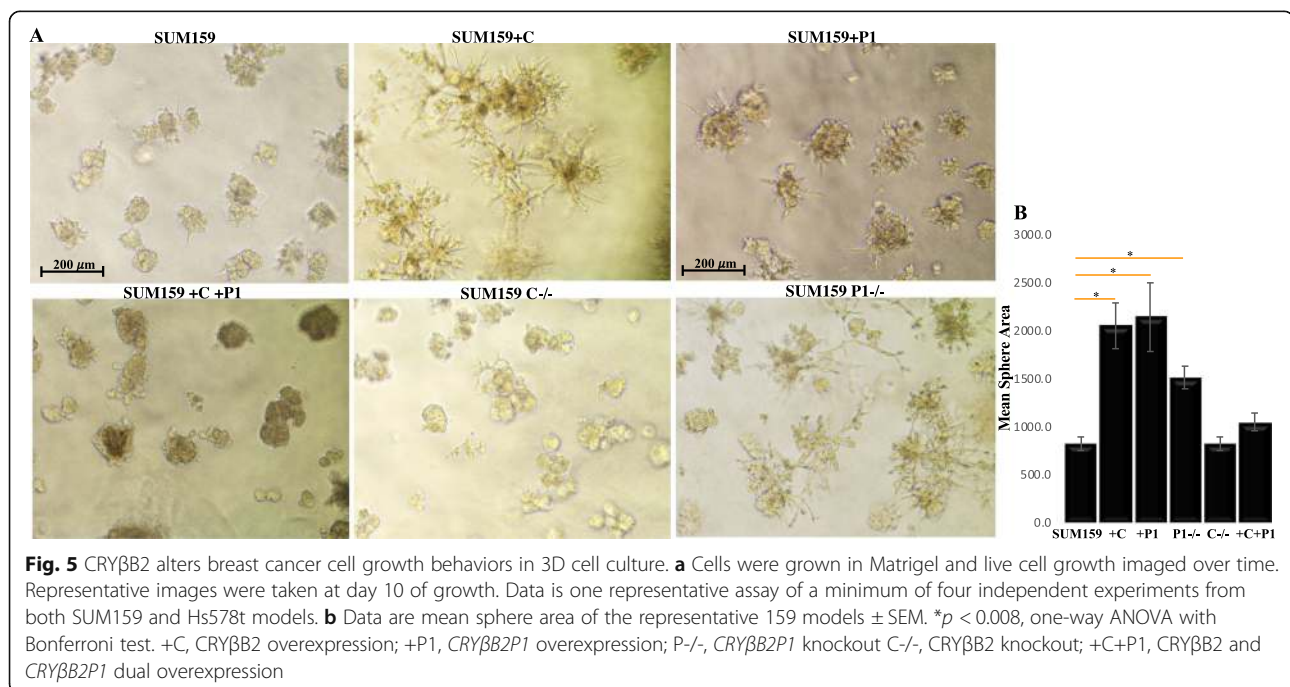 A
SUM159
SUM159+C
SUM159+P1
200 μm
200 μm
SUM159 +C +P1
SUM159 C-/-
SUM159 P1-/-
B
3000.0
2500.0
2000.0
1500.0
1000.0
500.0
0.0
Mean Sphere Area
*
*
*
SUM159 +C +P1 P1-/- C-/- +C+P1
Fig. 5 CRYβB2 alters breast cancer cell growth behaviors in 3D cell culture. a Cells were grown in Matrigel and live cell growth imaged over time.
Representative images were taken at day 10 of growth. Data is one representative assay of a minimum of four independent experiments from
both SUM159 and Hs578t models. b Data are mean sphere area of the representative 159 models ± SEM. *p < 0.008, one-way ANOVA with
Bonferroni test. +C, CRYβB2 overexpression; +P1, CRYβB2P1 overexpression; P-/-, CRYβB2P1 knockout C-/-, CRYβB2 knockout; +C+P1, CRYβB2 and
CRYβB2P1 dual overexpression